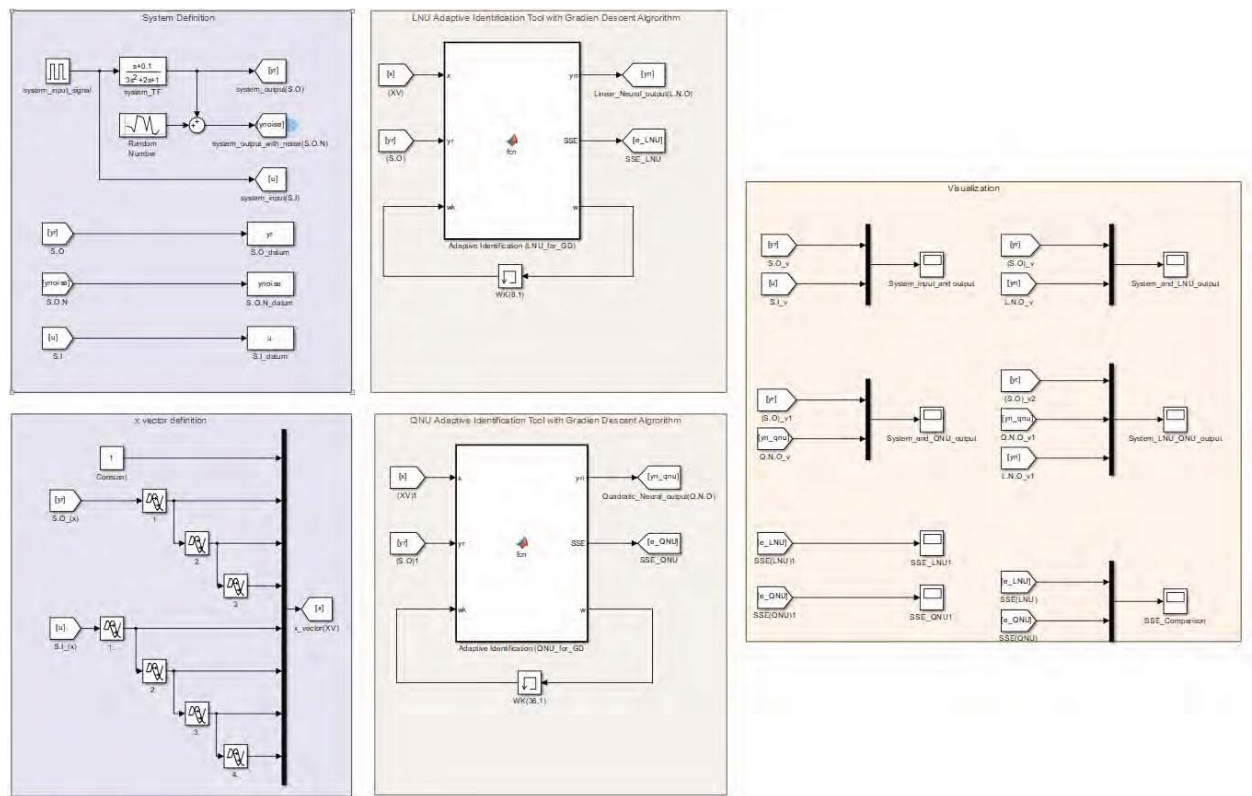 System Definition
system_input_signal
s+0.1
3s²+2s+1
system_TF
[yr]
system_output(S.O)
Random
Number
++
[ynoise]
system_output_with_noise(S.O.N)
[u]
system_input(S.I)
[yr]
S.O
yr
S.O_datum
[ynoise]
S.O.N
ynoise
S.O.N_datum
[u]
S.I
u
S.I_datum
LNU Adaptive Identification Tool with Gradien Descent Algrorithm
[x]
(XV)
x
[yr]
(S.O)
yr
wk
fcn
yn
SSE
w
[yn]
Linear_Neural_output(L.N.O)
[e_LNU]
SSE_LNU
Adaptive Identification (LNU_for_GD)
WK(8,1)
x vector definition
1
Constant
[yr]
S.O_(x)
1.
2.
3.
[u]
S.I_(x)
1..
2..
3..
4..
[x]
x_vector(XV)
QNU Adaptive Identification Tool with Gradien Descent Algrorithm
[x]
(XV)1
x
[yr]
(S.O)1
yr
wk
fcn
yn
SSE
w
[yn_qnu]
Quadratic_Neural_output(Q.N.O)
[e_QNU]
SSE_QNU
Adaptive Identification (QNU_for_GD
WK(36,1)
Visualization
[yr]
S.O_v
[u]
S.I_v
System_input_and output
[yr]
(S.O)_v
[yn]
L.N.O_v
System_and_LNU_output
[yr]
(S.O)_v1
[yn_qnu]
Q.N.O_v
System_and_QNU_output
[yr]
(S.O)_v2
[yn_qnu]
Q.N.O_v1
[yn]
L.N.O_v1
System_LNU_QNU_output
[e_LNU]
SSE(LNU)1
SSE_LNU1
[e_QNU]
SSE(QNU)1
SSE_QNU1
[e_LNU]
SSE(LNU)
[e_QNU]
SSE(QNU)
SSE_Comparison